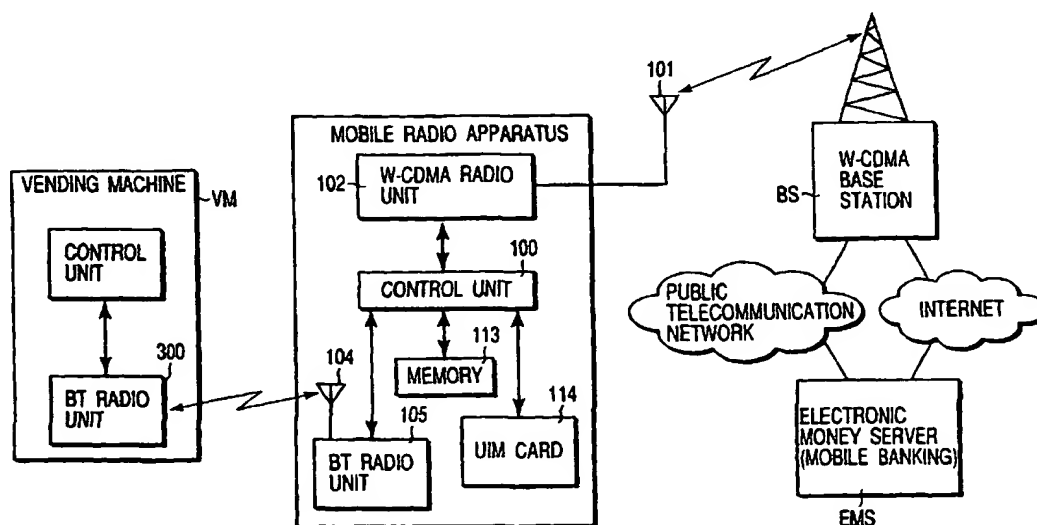 VENDING MACHINE
VM
CONTROL
UNIT
300
BT RADIO
UNIT
MOBILE RADIO APPARATUS
102
W-CDMA RADIO
UNIT
100
CONTROL UNIT
113
MEMORY
104
105
BT RADIO
UNIT
114
UIM CARD
101
W-CDMA
BASE
STATION
BS
PUBLIC
TELECOMMUNICATION
NETWORK
INTERNET
ELECTRONIC
MONEY SERVER
(MOBILE BANKING)
EMS